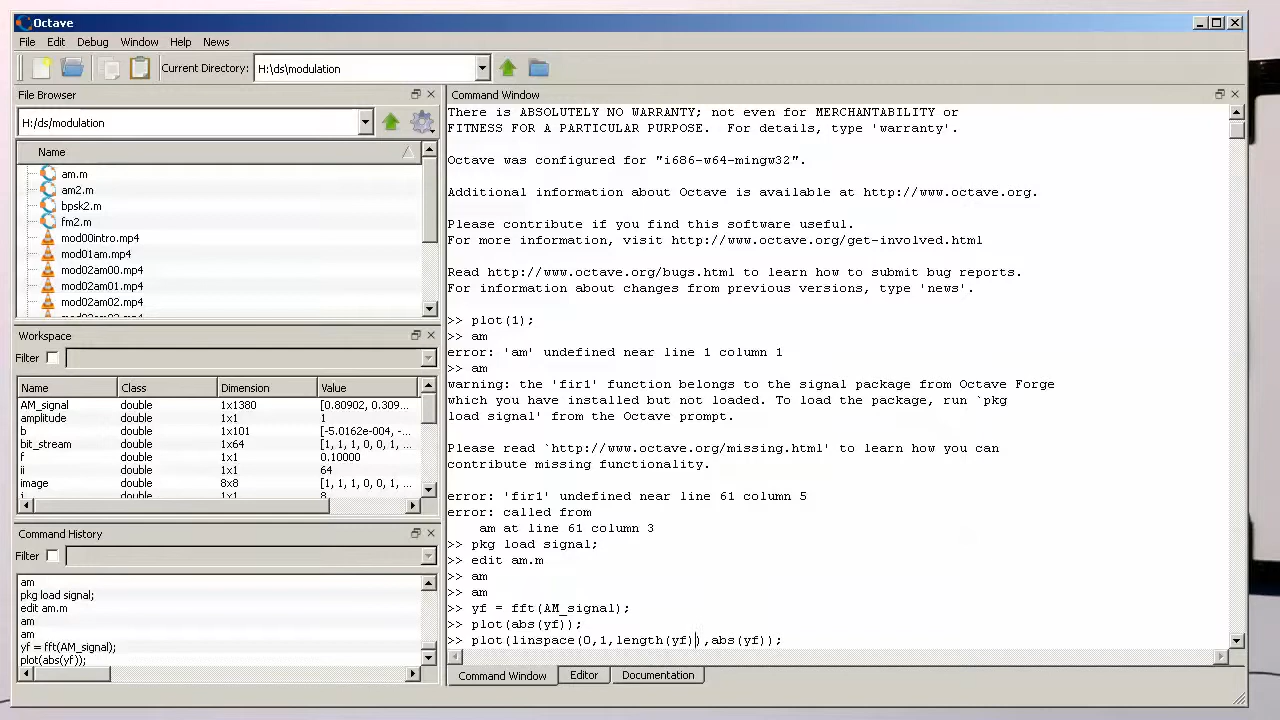 Octave
File Edit Debug Window Help News
Current Directory: H:\ds\modulation
File Browser
H:/ds/modulation
Name
am.m
am2.m
bpsk2.m
fm2.m
mod00intro.mp4
mod01am.mp4
mod02am00.mp4
mod02am01.mp4
mod02am02.mp4
Workspace
Filter
Name Class Dimension Value
AM_signal double 1x1380 [0.80902, 0.309...
amplitude double 1x1 1
b double 1x101 [-5.0162e-004, -...
bit_stream double 1x64 [1, 1, 1, 0, 0, 1, ...
f double 1x1 0.10000
ii double 1x1 64
image double 8x8 [1, 1, 1, 0, 0, 1, ...
j double 1x1 8
Command History
Filter
am
pkg load signal;
edit am.m
am
am
yf = fft(AM_signal);
plot(abs(yf));
Command Window
There is ABSOLUTELY NO WARRANTY; not even for MERCHANTABILITY or
FITNESS FOR A PARTICULAR PURPOSE.  For details, type 'warranty'.
Octave was configured for "i686-w64-mingw32".
Additional information about Octave is available at http://www.octave.org.
Please contribute if you find this software useful.
For more information, visit http://www.octave.org/get-involved.html
Read http://www.octave.org/bugs.html to learn how to submit bug reports.
For information about changes from previous versions, type 'news'.
>> plot(1);
>> am
error: 'am' undefined near line 1 column 1
>> am
warning: the 'fir1' function belongs to the signal package from Octave Forge
which you have installed but not loaded. To load the package, run `pkg
load signal' from the Octave prompt.
Please read `http://www.octave.org/missing.html' to learn how you can
contribute missing functionality.
error: 'fir1' undefined near line 61 column 5
error: called from
am at line 61 column 3
>> pkg load signal;
>> edit am.m
>> am
>> am
>> yf = fft(AM_signal);
>> plot(abs(yf));
>> plot(linspace(0,1,length(yf)),abs(yf));
Command Window Editor Documentation